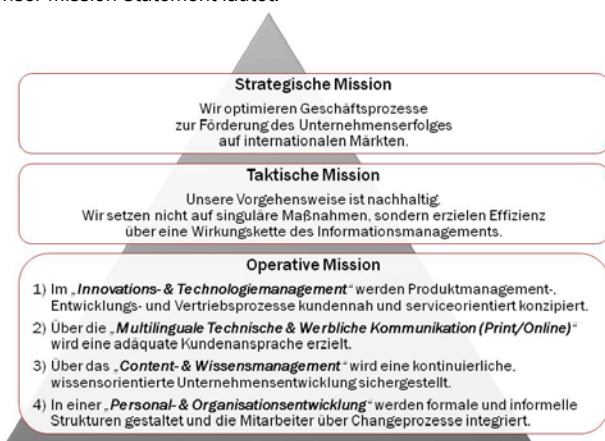 Mission Statement lautet:
Strategische Mission
Wir optimieren Geschäftsprozesse
zur Förderung des Unternehmenserfolges
auf internationalen Märkten.
Taktische Mission
Unsere Vorgehensweise ist nachhaltig.
Wir setzen nicht auf singuläre Maßnahmen, sondern erzielen Effizienz
über eine Wirkungskette des Informationsmanagements.
Operative Mission
1) Im „Innovations- & Technologiemanagement“ werden Produktmanagement-,
Entwicklungs- und Vertriebsprozesse kundennah und serviceorientiert konzipiert.
2) Über die „Multilinguale Technische & Werbliche Kommunikation (Print/Online)“
wird eine adäquate Kundenansprache erzielt.
3) Über das „Content- & Wissensmanagement“ wird eine kontinuierliche,
wissensorientierte Unternehmensentwicklung sichergestellt.
4) In einer „Personal- & Organisationsentwicklung“ werden formale und informelle
Strukturen gestaltet und die Mitarbeiter über Changeprozesse integriert.